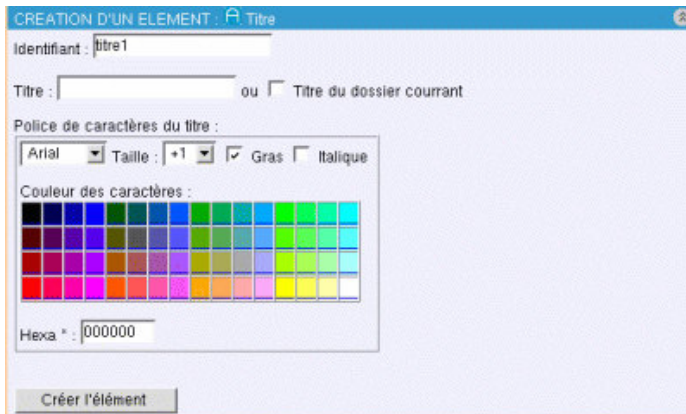 CREATION D'UN ELEMENT : A Titre
Identifiant : titre1
Titre : ou Titre du dossier courrant
Police de caractères du titre :
Arial Taille : +1 Gras Italique
Couleur des caractères :
Hexa * : 000000
Créer l'élément